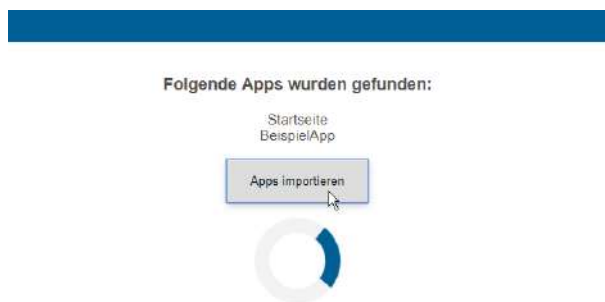 Folgende Apps wurden gefunden:
Startseite
BeispielApp
Apps importieren